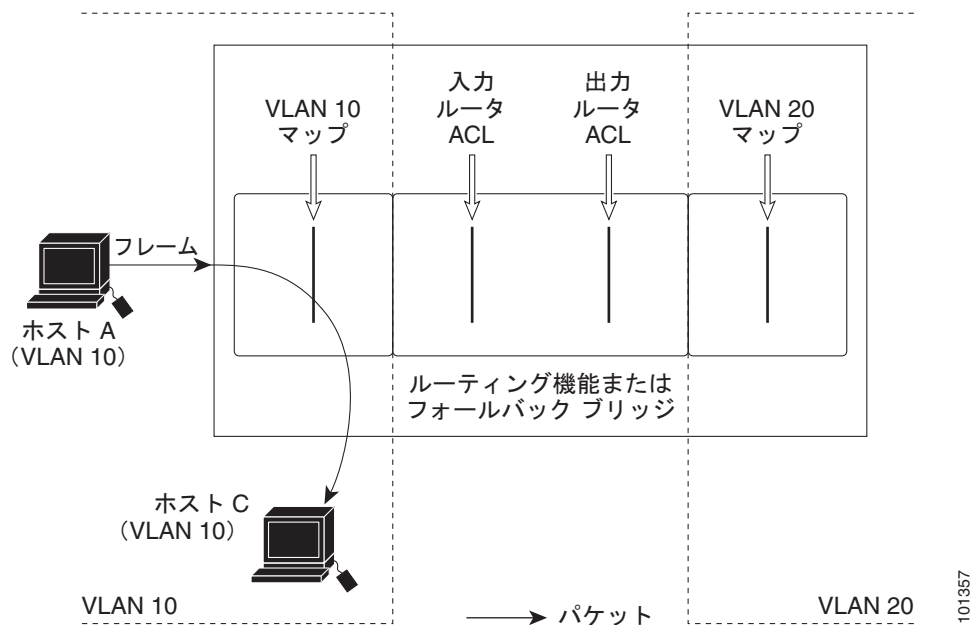 VLAN 10
マップ
入力
ルータ
ACL
出力
ルータ
ACL
VLAN 20
マップ
フレーム
ホスト A
（VLAN 10）
ルーティング機能または
フォールバック ブリッジ
ホスト C
（VLAN 10）
VLAN 10
パケット
VLAN 20
101357